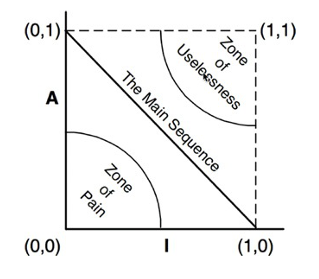 (0,1)
(1,1)
Zone
of
Uselessness
The Main Sequence
A
Zone
of
Pain
(0,0)
I
(1,0)